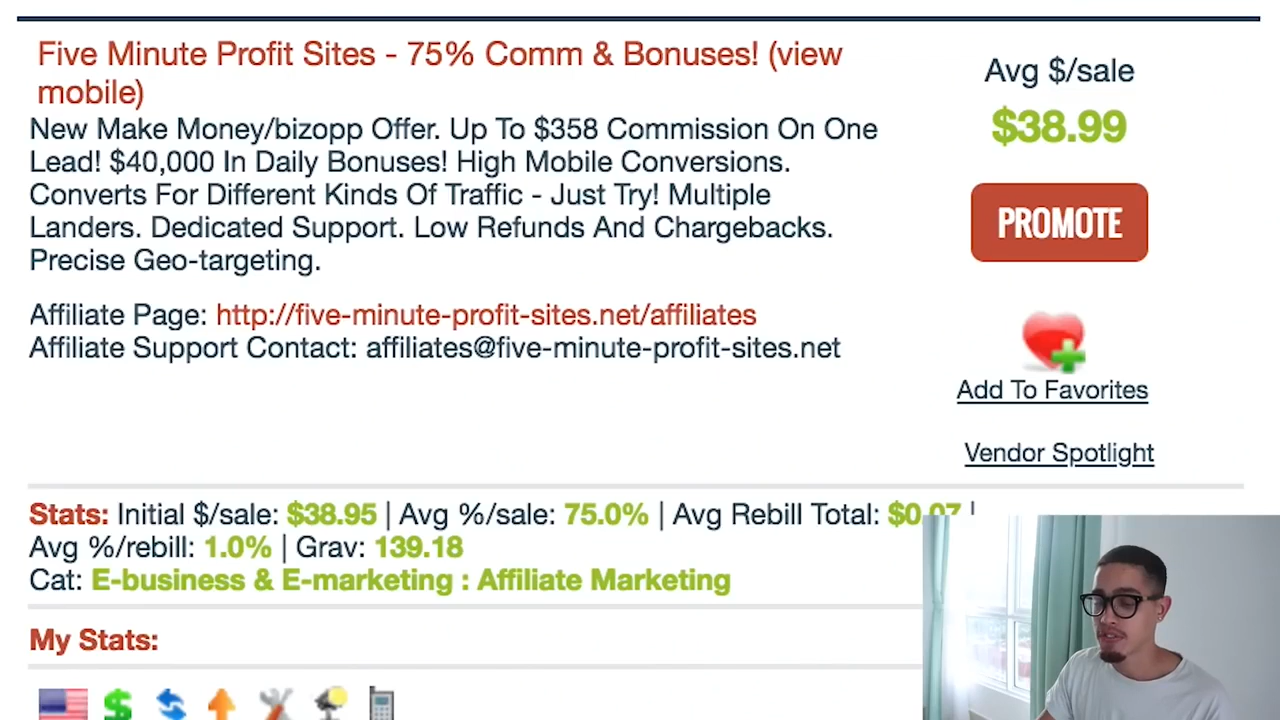 Five Minute Profit Sites - 75% Comm & Bonuses! (view
mobile)
New Make Money/bizopp Offer. Up To $358 Commission On One
Lead! $40,000 In Daily Bonuses! High Mobile Conversions.
Converts For Different Kinds Of Traffic - Just Try! Multiple
Landers. Dedicated Support. Low Refunds And Chargebacks.
Precise Geo-targeting.
Affiliate Page: http://five-minute-profit-sites.net/affiliates
Affiliate Support Contact: affiliates@five-minute-profit-sites.net
Avg $/sale
$38.99
PROMOTE
Add To Favorites
Vendor Spotlight
Stats: Initial $/sale: $38.95 | Avg %/sale: 75.0% | Avg Rebill Total: $0.07 |
Avg %/rebill: 1.0% | Grav: 139.18
Cat: E-business & E-marketing : Affiliate Marketing
My Stats: